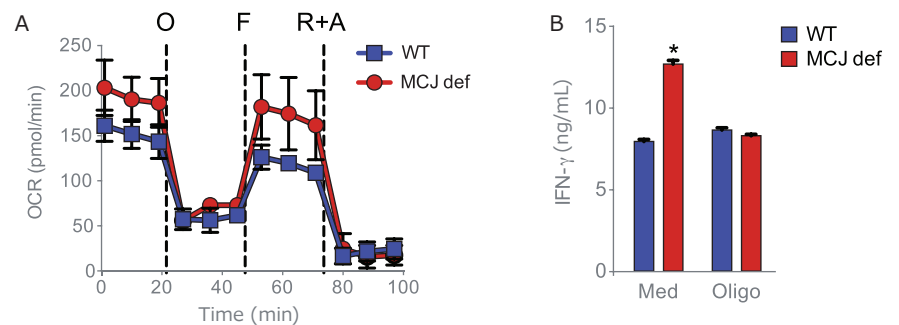 A
O F R+A
250
200
150
100
50
0
OCR (pmol/min)
0 20 40 60 80 100
Time (min)
WT
MCJ def
B
15
10
5
0
IFN-γ (ng/mL)
*
Med Oligo
WT
MCJ def